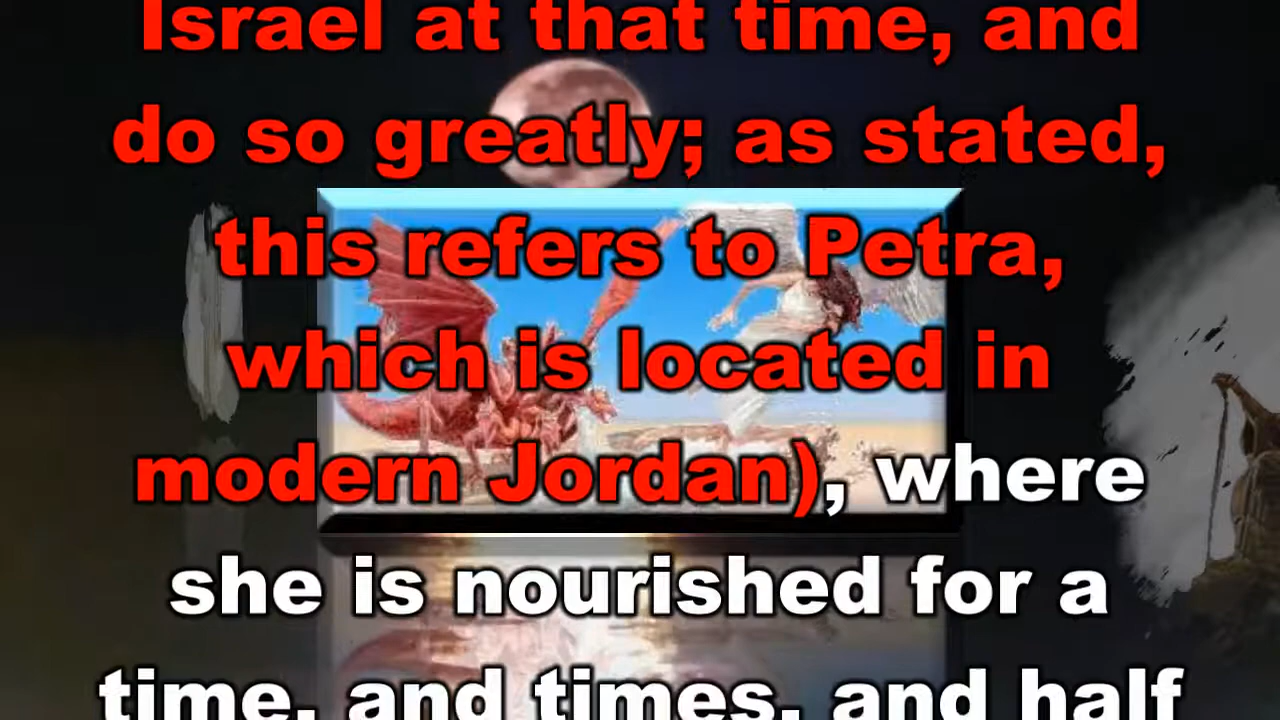 Israel at that time, and
do so greatly; as stated,
this refers to Petra,
which is located in
modern Jordan), where
she is nourished for a
time, and times, and half